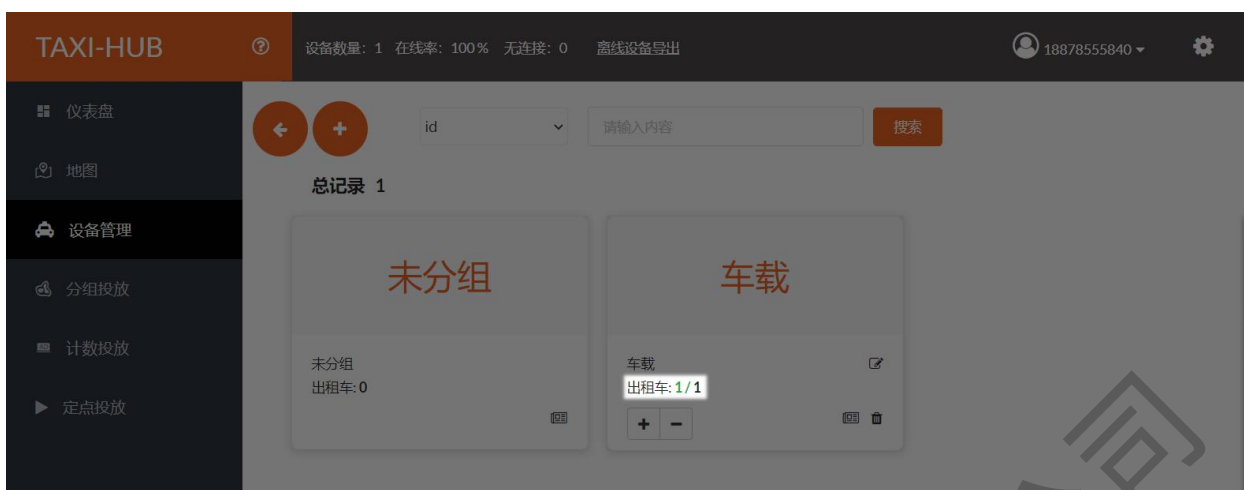 TAXI-HUB
设备数量: 1 在线率: 100% 无连接: 0 离线设备导出
18878555840
仪表盘
id
请输入内容
搜索
地图
总记录 1
设备管理
未分组
车载
分组投放
计数投放
未分组
车载
出租车: 0
出租车: 1/1
定点投放
司